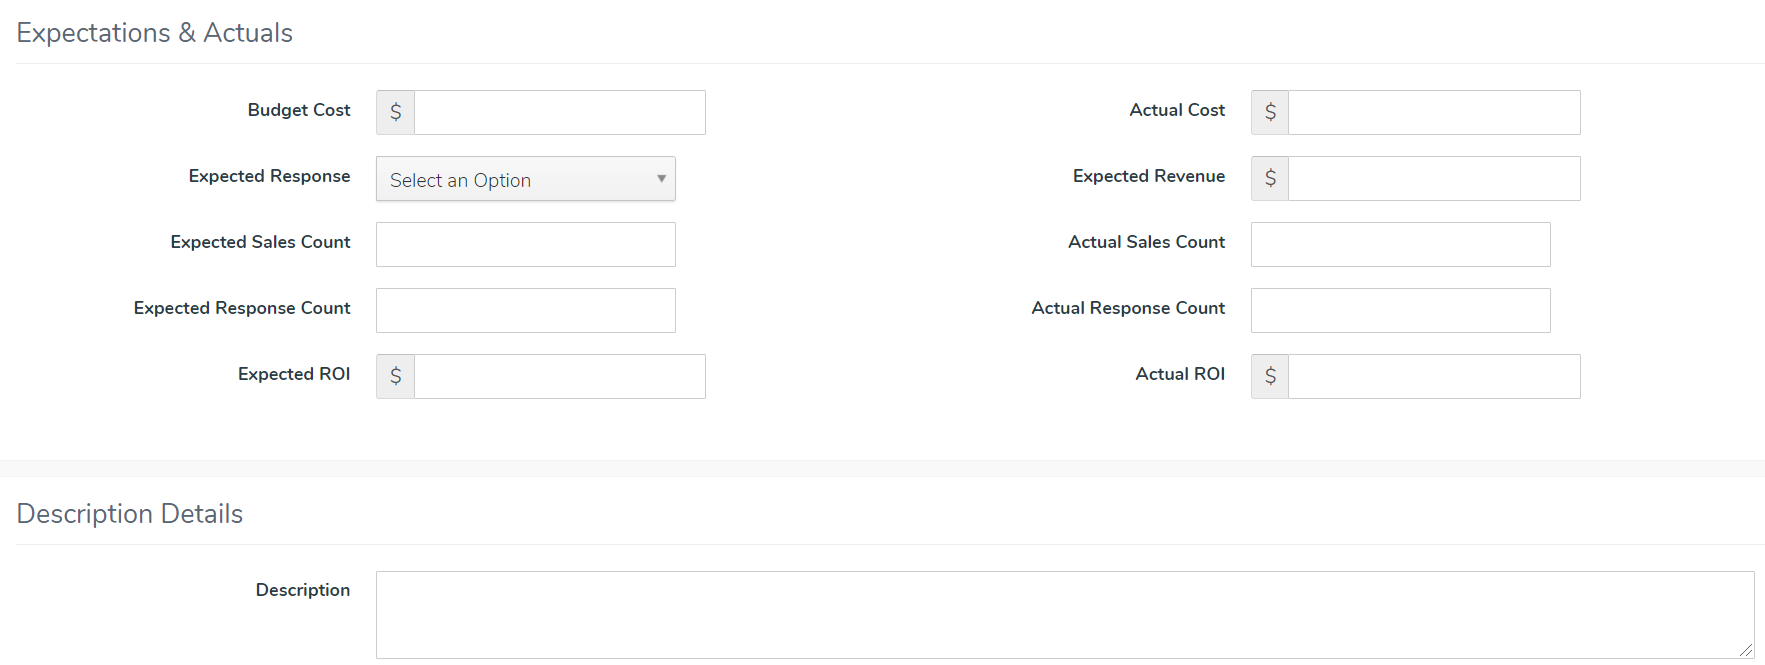 Expectations & Actuals
Budget Cost $ Actual Cost $
Expected Response Select an Option Expected Revenue $
Expected Sales Count Actual Sales Count
Expected Response Count Actual Response Count
Expected ROI $ Actual ROI $
Description Details
Description